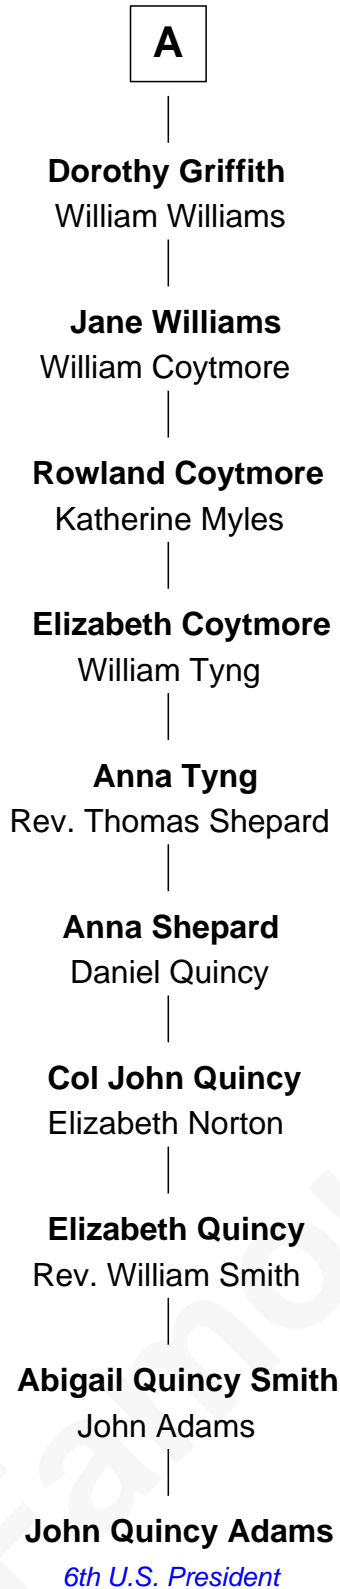 A
Dorothy Griffith
William Williams
Jane Williams
William Coytmore
Rowland Coytmore
Katherine Myles
Elizabeth Coytmore
William Tyng
Anna Tyng
Rev. Thomas Shepard
Anna Shepard
Daniel Quincy
Col John Quincy
Elizabeth Norton
Elizabeth Quincy
Rev. William Smith
Abigail Quincy Smith
John Adams
John Quincy Adams
6th U.S. President